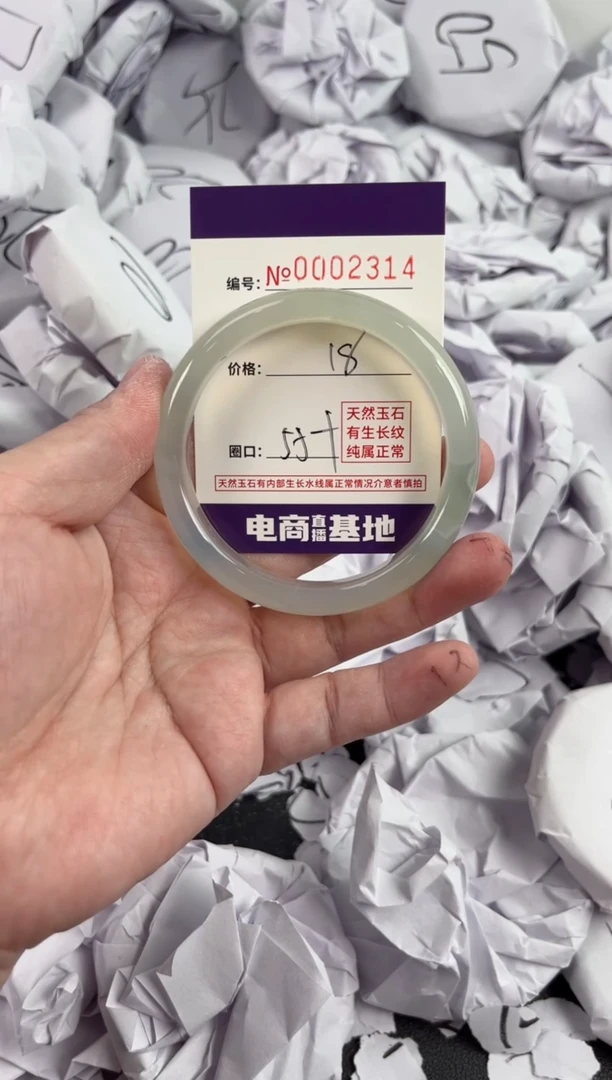 编号：№0002314
价格：18
圈口：
天然玉石
有生长纹
纯属正常
天然玉石有内部生长水线属正常情况介意者慎拍
电商直播基地